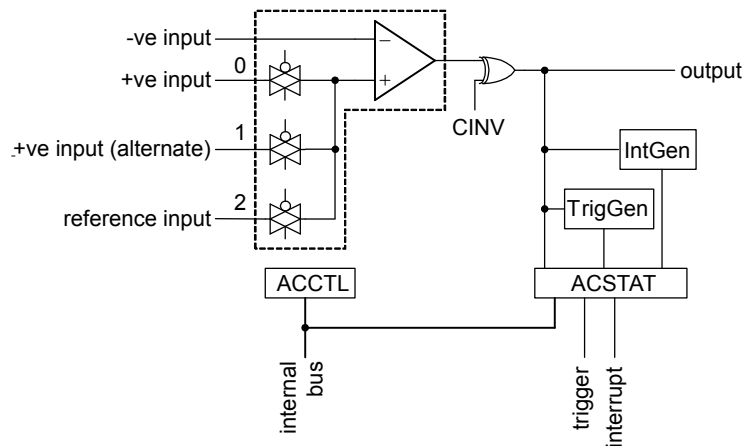 -ve input
−
+ve input
0
+
output
CINV
1
+ve input (alternate)
IntGen
2
reference input
TrigGen
ACCTL
ACSTAT
internal
bus
trigger
interrupt